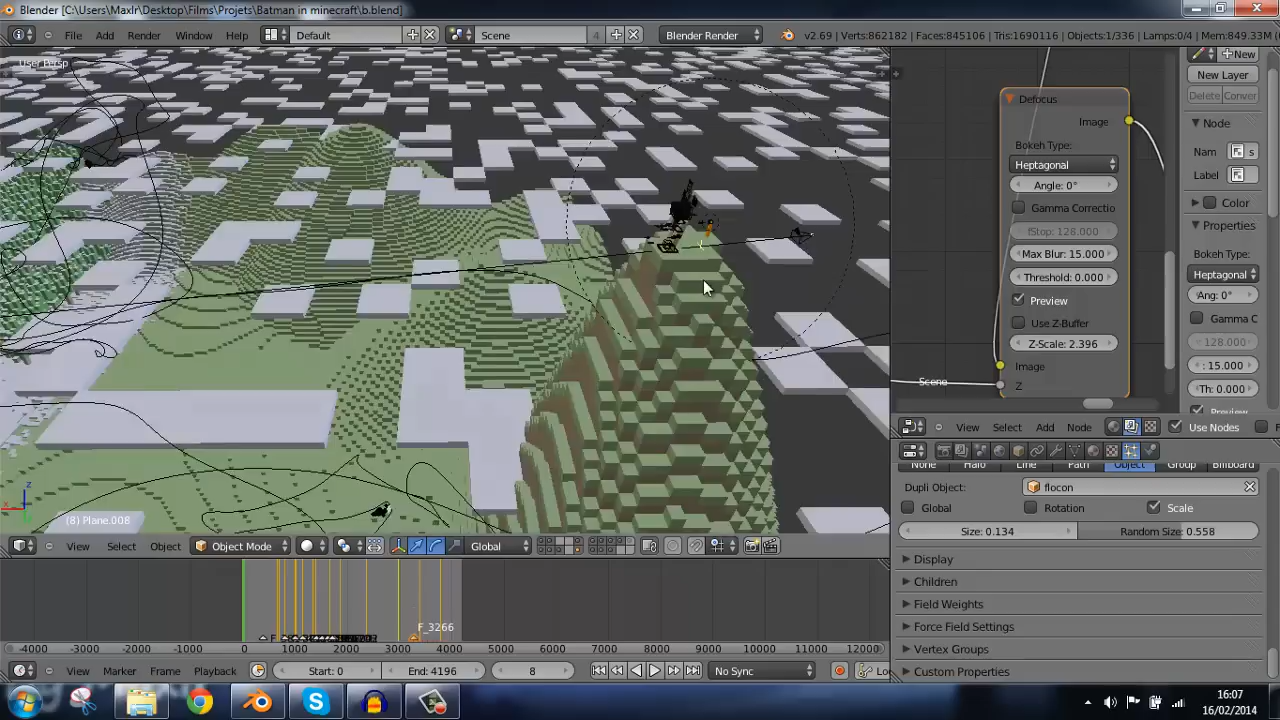 Blender [C:\Users\Maxlr\Desktop\Films\Projets\Batman in minecraft\b.blend]
File Add Render Window Help Default Scene 4 Blender Render v2.69 | Verts:862182 | Faces:845106 | Tris:1690116 | Objects:1/336 | Lamps:0/4 | Mem:849.33M
User Persp
(8) Plane.008
View Select Object Object Mode Global
F_3266
-4000 -3000 -2000 -1000 0 1000 2000 3000 4000 5000 6000 7000 8000 9000 10000 11000 12000
View Marker Frame Playback Start: 0 End: 4196 8 No Sync
Defocus
Image
Bokeh Type:
Heptagonal
Angle: 0°
Gamma Correctio
fStop: 128.000
Max Blur: 15.000
Threshold: 0.000
Preview
Use Z-Buffer
Z-Scale: 2.396
Image
Z
Scene
New
New Layer
Delete Conver
Node
Nam s
Label
Color
Properties
Bokeh Type:
Heptagonal
Ang: 0°
Gamma C
128.000
: 15.000
Th: 0.000
Preview
View Select Add Node Use Nodes
None Halo Line Path Object Group Billboard
Dupli Object: flocon
Global Rotation Scale
Size: 0.134 Random Size: 0.558
Display
Children
Field Weights
Force Field Settings
Vertex Groups
Custom Properties
16:07
16/02/2014